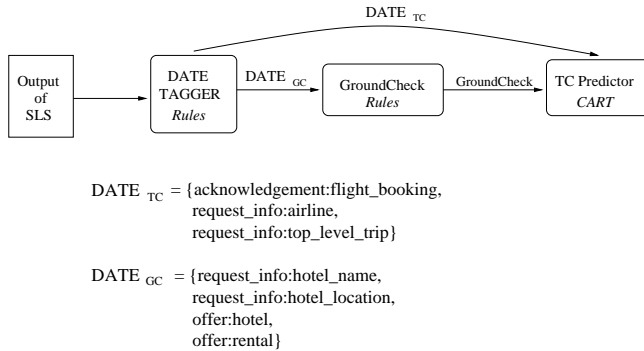 DATE TC
Output
of
SLS
DATE
TAGGER
Rules
DATE GC
GroundCheck
Rules
GroundCheck
TC Predictor
CART
DATE TC = {acknowledgement:flight_booking,
request_info:airline,
request_info:top_level_trip}
DATE GC = {request_info:hotel_name,
request_info:hotel_location,
offer:hotel,
offer:rental}